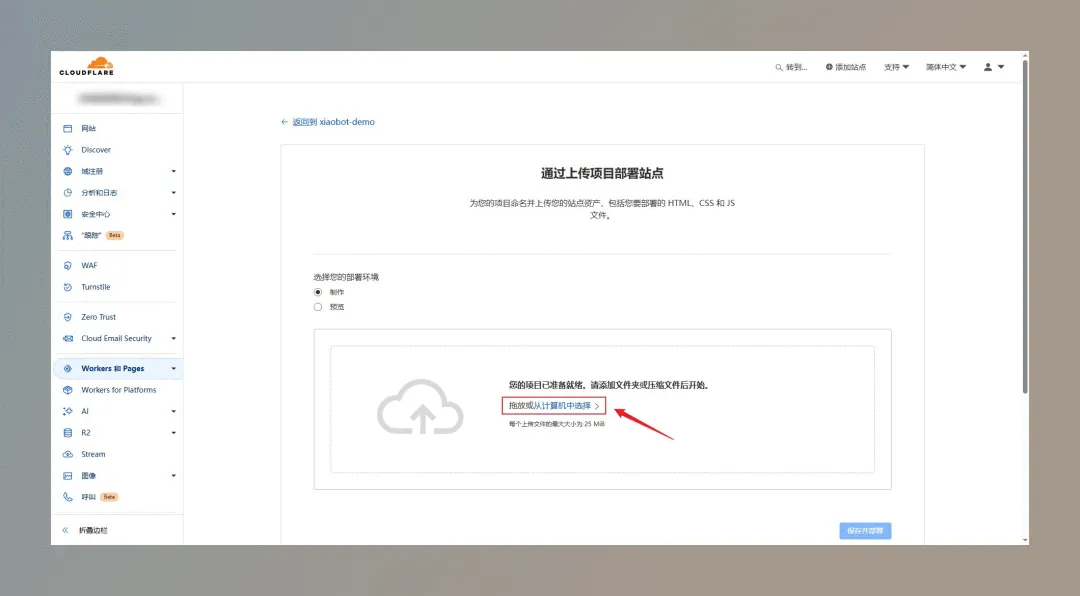 CLOUDFLARE
转到...
添加站点
支持
简体中文
网站
Discover
域注册
分析和日志
安全中心
"跟踪" Beta
WAF
Turnstile
Zero Trust
Cloud Email Security
Workers 和 Pages
Workers for Platforms
AI
R2
Stream
图像
呼叫 Beta
折叠边栏
← 返回到 xiaobot-demo
通过上传项目部署站点
为您的项目命名并上传您的站点资产，包括您要部署的 HTML、CSS 和 JS
文件。
选择您的部署环境
制作
预览
您的项目已准备就绪。请添加文件夹或压缩文件后开始。
拖放或从计算机中选择
每个上传文件的最大大小为 25 MiB
保存并部署